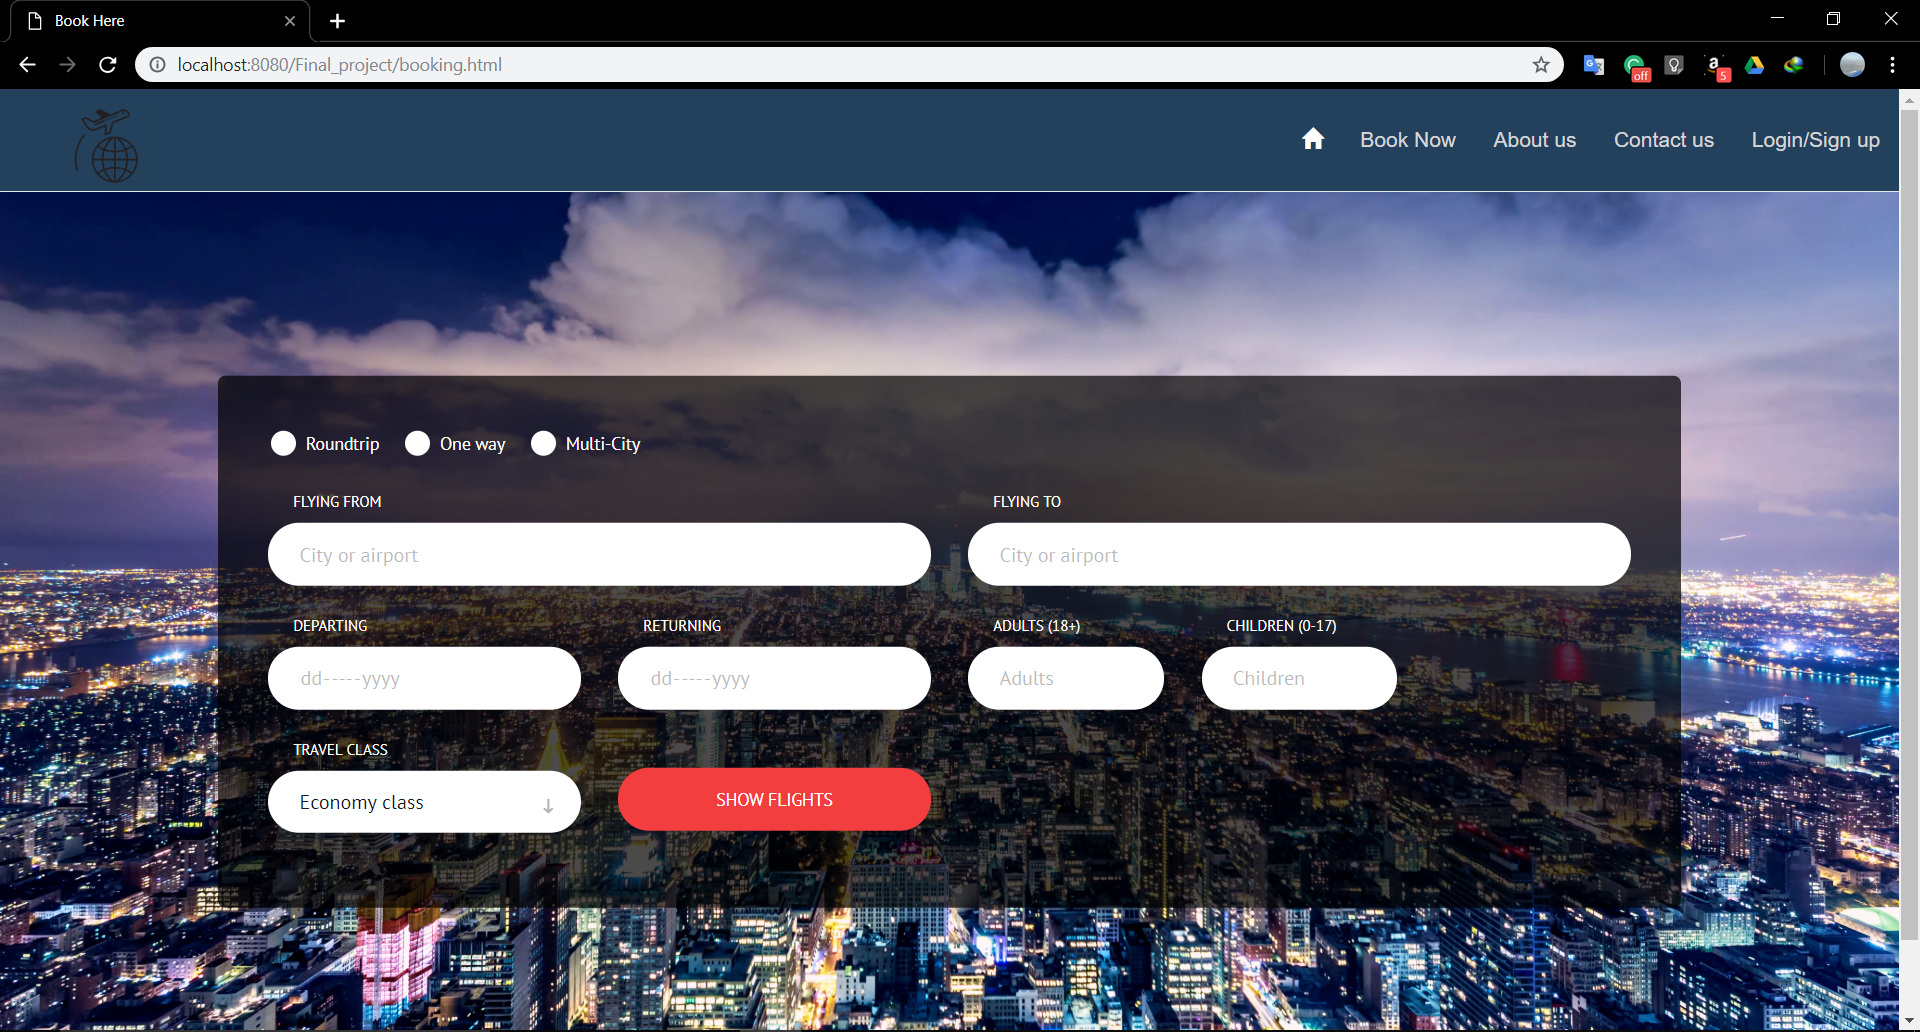 Book Here
localhost:8080/Final_project/booking.html
off
a
5
Book Now About us Contact us Login/Sign up
Roundtrip One way Multi-City
FLYING FROM FLYING TO
City or airport City or airport
DEPARTING RETURNING ADULTS (18+) CHILDREN (0-17)
dd-----yyyy dd-----yyyy Adults Children
TRAVEL CLASS
Economy class SHOW FLIGHTS